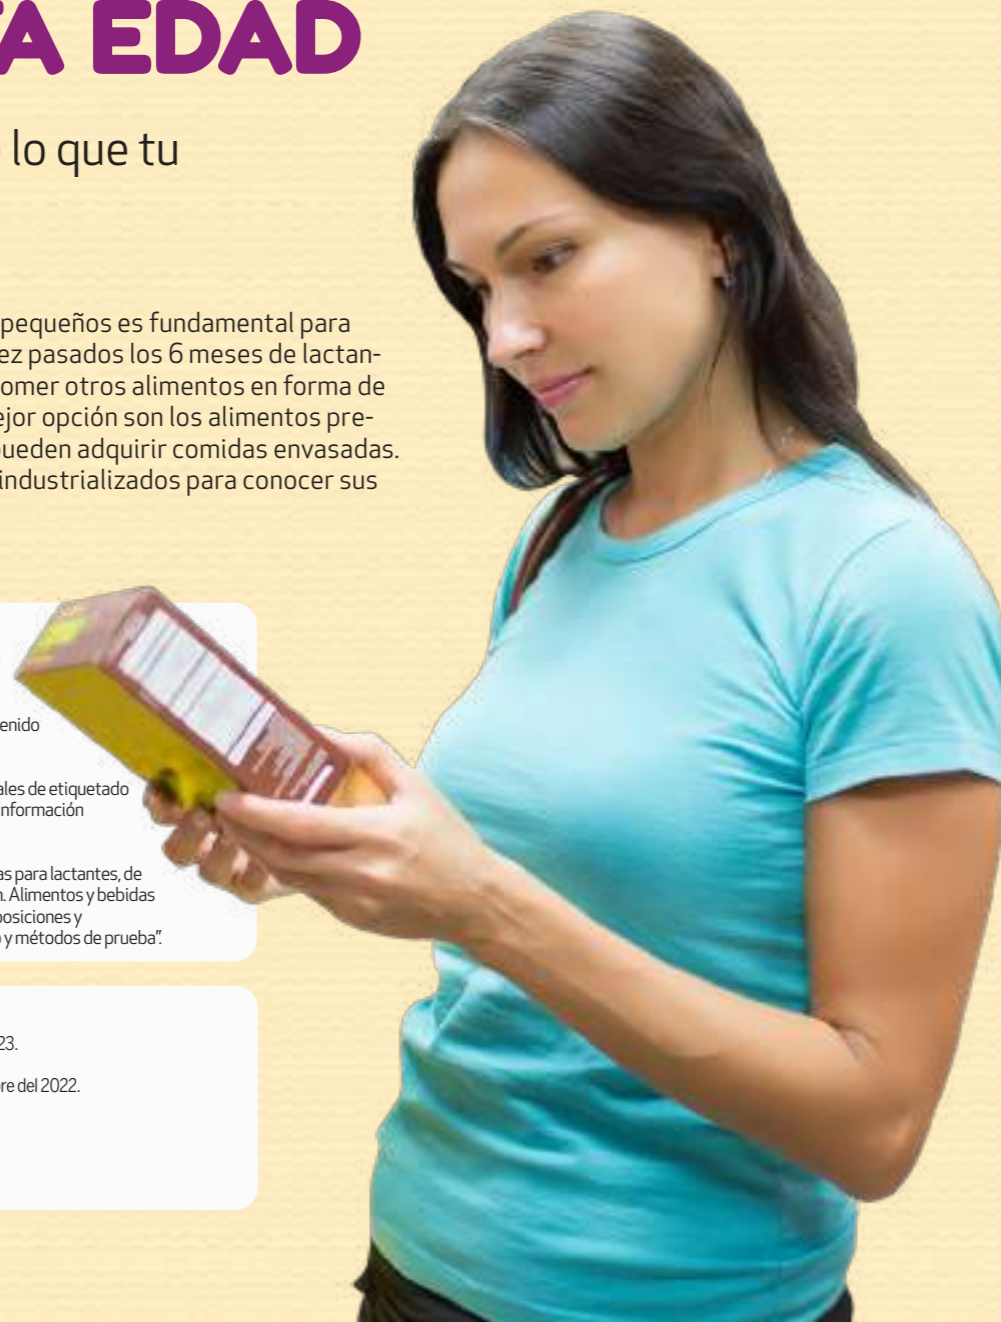 TA EDAD
lo que tu
pequeños es fundamental para
ez pasados los 6 meses de lactan-
omer otros alimentos en forma de
ejor opción son los alimentos pre-
pueden adquirir comidas envasadas.
industrializados para conocer sus
enido
ales de etiquetado
nformación
as para lactantes, de
n. Alimentos y bebidas
posiciones y
o y métodos de prueba”.
23.
re del 2022.